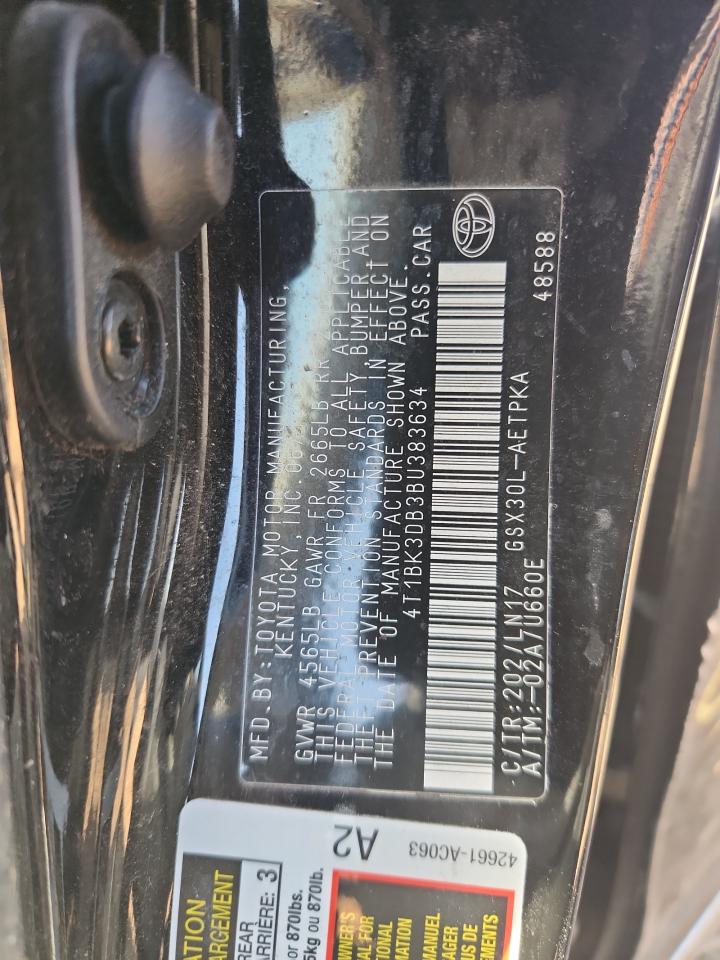 MFD.BY:TOYOTA MOTOR MANUFACTURING,
KENTUCKY,INC.
GVWR 4565LB GAWR FR 2665LB RR
THIS VEHICLE CONFORMS TO ALL APPLICABLE
FEDERAL MOTOR VEHICLE SAFETY BUMPER AND
THEFT PREVENTION STANDARDS IN EFFECT ON
THE DATE OF MANUFACTURE SHOWN ABOVE.
4T1BK3DB3BU383634 PASS.CAR
C/TR:202/LN17 GSX30L-AETPKA
A/TM:-02A/U660E 48588
A2
42661-AC063
ARGEMENT
REAR
ARRIÈRE: 3
or 870lbs.
5kg ou 870lb.
OWNER'S
MANUEL